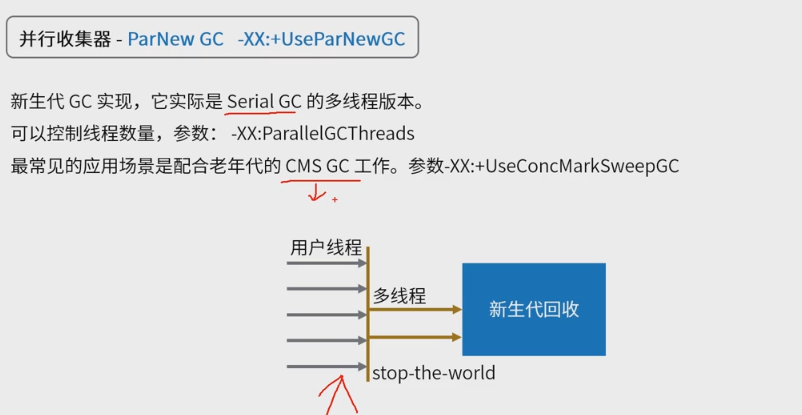 并行收集器 - ParNew GC -XX:+UseParNewGC
新生代 GC 实现，它实际是 Serial GC 的多线程版本。
可以控制线程数量，参数： -XX:ParallelGCThreads
最常见的应用场景是配合老年代的 CMS GC 工作。参数-XX:+UseConcMarkSweepGC
用户线程
多线程
新生代回收
stop-the-world